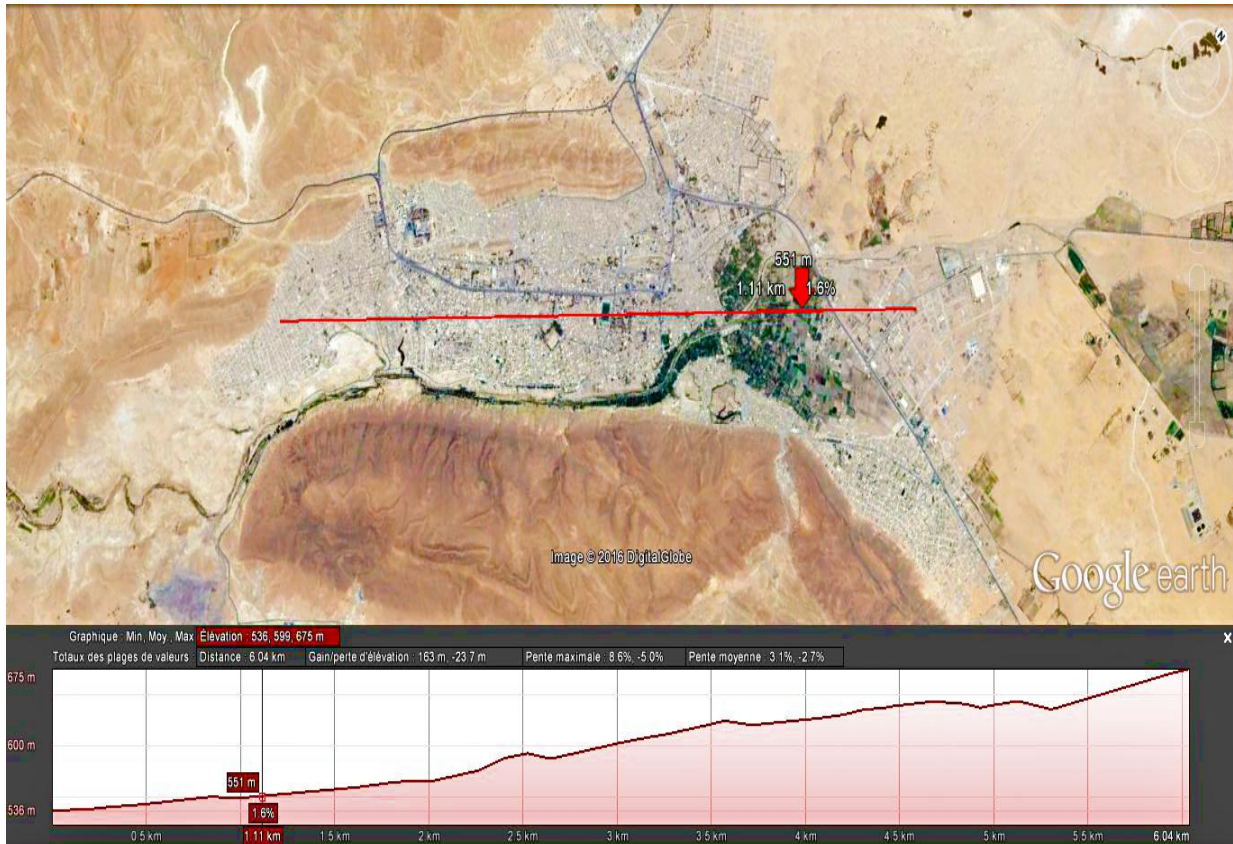 N
551 m
1.11 km 1.6%
Image © 2016 DigitalGlobe
Google earth
Graphique : Min, Moy , Max Élévation : 536, 599, 675 m
x
Totaux des plages de valeurs : Distance : 6.04 km Gain/perte d'élévation : 163 m, -23.7 m Pente maximale : 8.6%, -5.0% Pente moyenne : 3.1%, -2.7%
675 m
600 m
551 m
536 m
1.6%
0.5 km 1.11 km 1.5 km 2 km 2.5 km 3 km 3.5 km 4 km 4.5 km 5 km 5.5 km 6.04 km